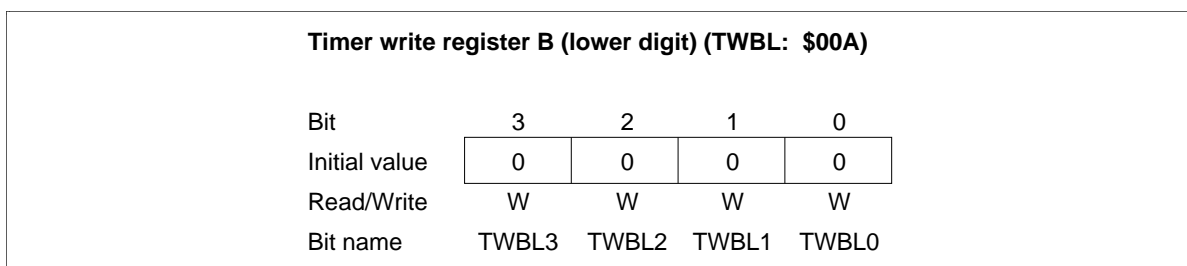 Timer write register B (lower digit) (TWBL: $00A)
Bit 3 2 1 0
Initial value 0 0 0 0
Read/Write W W W W
Bit name TWBL3 TWBL2 TWBL1 TWBL0